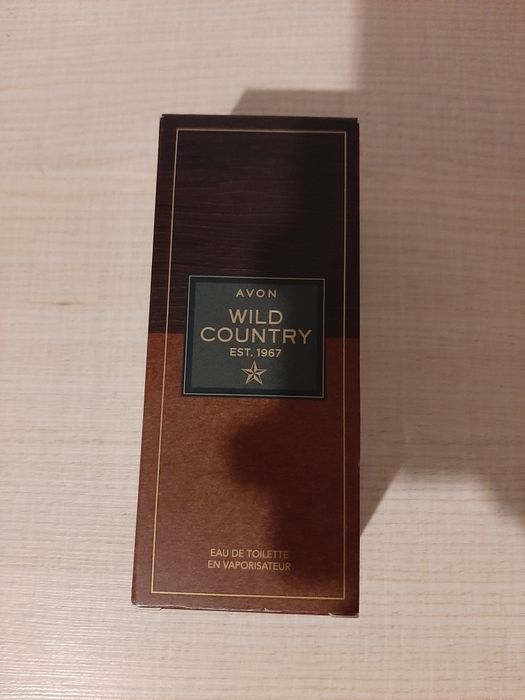 AVON
WILD
COUNTRY
EST. 1967
EAU DE TOILETTE
EN VAPORISATEUR